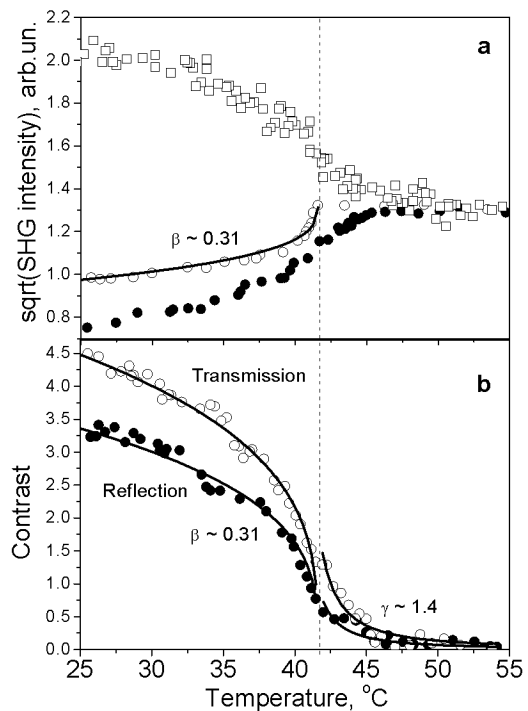 2.2
a
2.0
1.8
1.6
1.4
1.2
1.0
0.8
sqrt(SHG intensity), arb.un.
β ~ 0.31
b
4.5
4.0
3.5
3.0
2.5
2.0
1.5
1.0
0.5
0.0
Contrast
Transmission
Reflection
β ~ 0.31
γ ~ 1.4
25 30 35 40 45 50 55
Temperature, °C